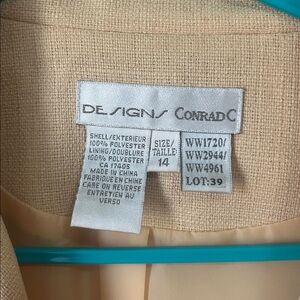 DESIGNS CONRAD C
SHELL/EXTERIEUR
100% POLYESTER
LINING/DOUBLURE
100% POLYESTER
CA 17405
MADE IN CHINA
FABRIQUE EN CHINE
CARE ON REVERSE
ENTRETIEN AU
VERSO
SIZE/
TAILLE
14
WW1720/
WW2944/
WW4961
LOT:39